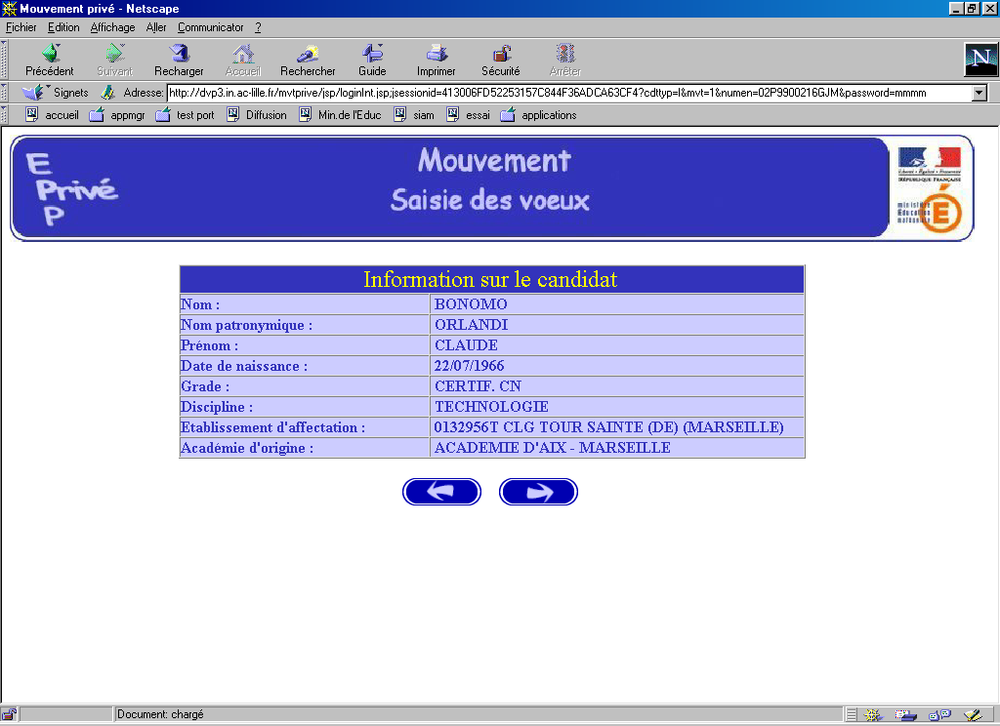 Mouvement privé - Netscape
Fichier Edition Affichage Aller Communicator ?
Précédent Suivant Recharger Accueil Rechercher Guide Imprimer Sécurité Arrêter
N
Signets Adresse: http://dvp3.in.ac-lille.fr/mvtprive/jsp/loginInt.jsp;jsessionid=413006FD52253157C844F36ADCA63CF4?cdttyp=I&mvt=1&numen=02P9900216GJM&password=mmmm
accueil appmgr test port Diffusion Min.de l'Educ siam essai applications
E
Privé
P
Mouvement
Saisie des voeux
Liberté • Égalité • Fraternité
RÉPUBLIQUE FRANÇAISE
ministère
Éducation
nationale
É
Information sur le candidat
Nom : BONOMO
Nom patronymique : ORLANDI
Prénom : CLAUDE
Date de naissance : 22/07/1966
Grade : CERTIF. CN
Discipline : TECHNOLOGIE
Etablissement d'affectation : 0132956T CLG TOUR SAINTE (DE) (MARSEILLE)
Académie d'origine : ACADEMIE D'AIX - MARSEILLE
Document: chargé